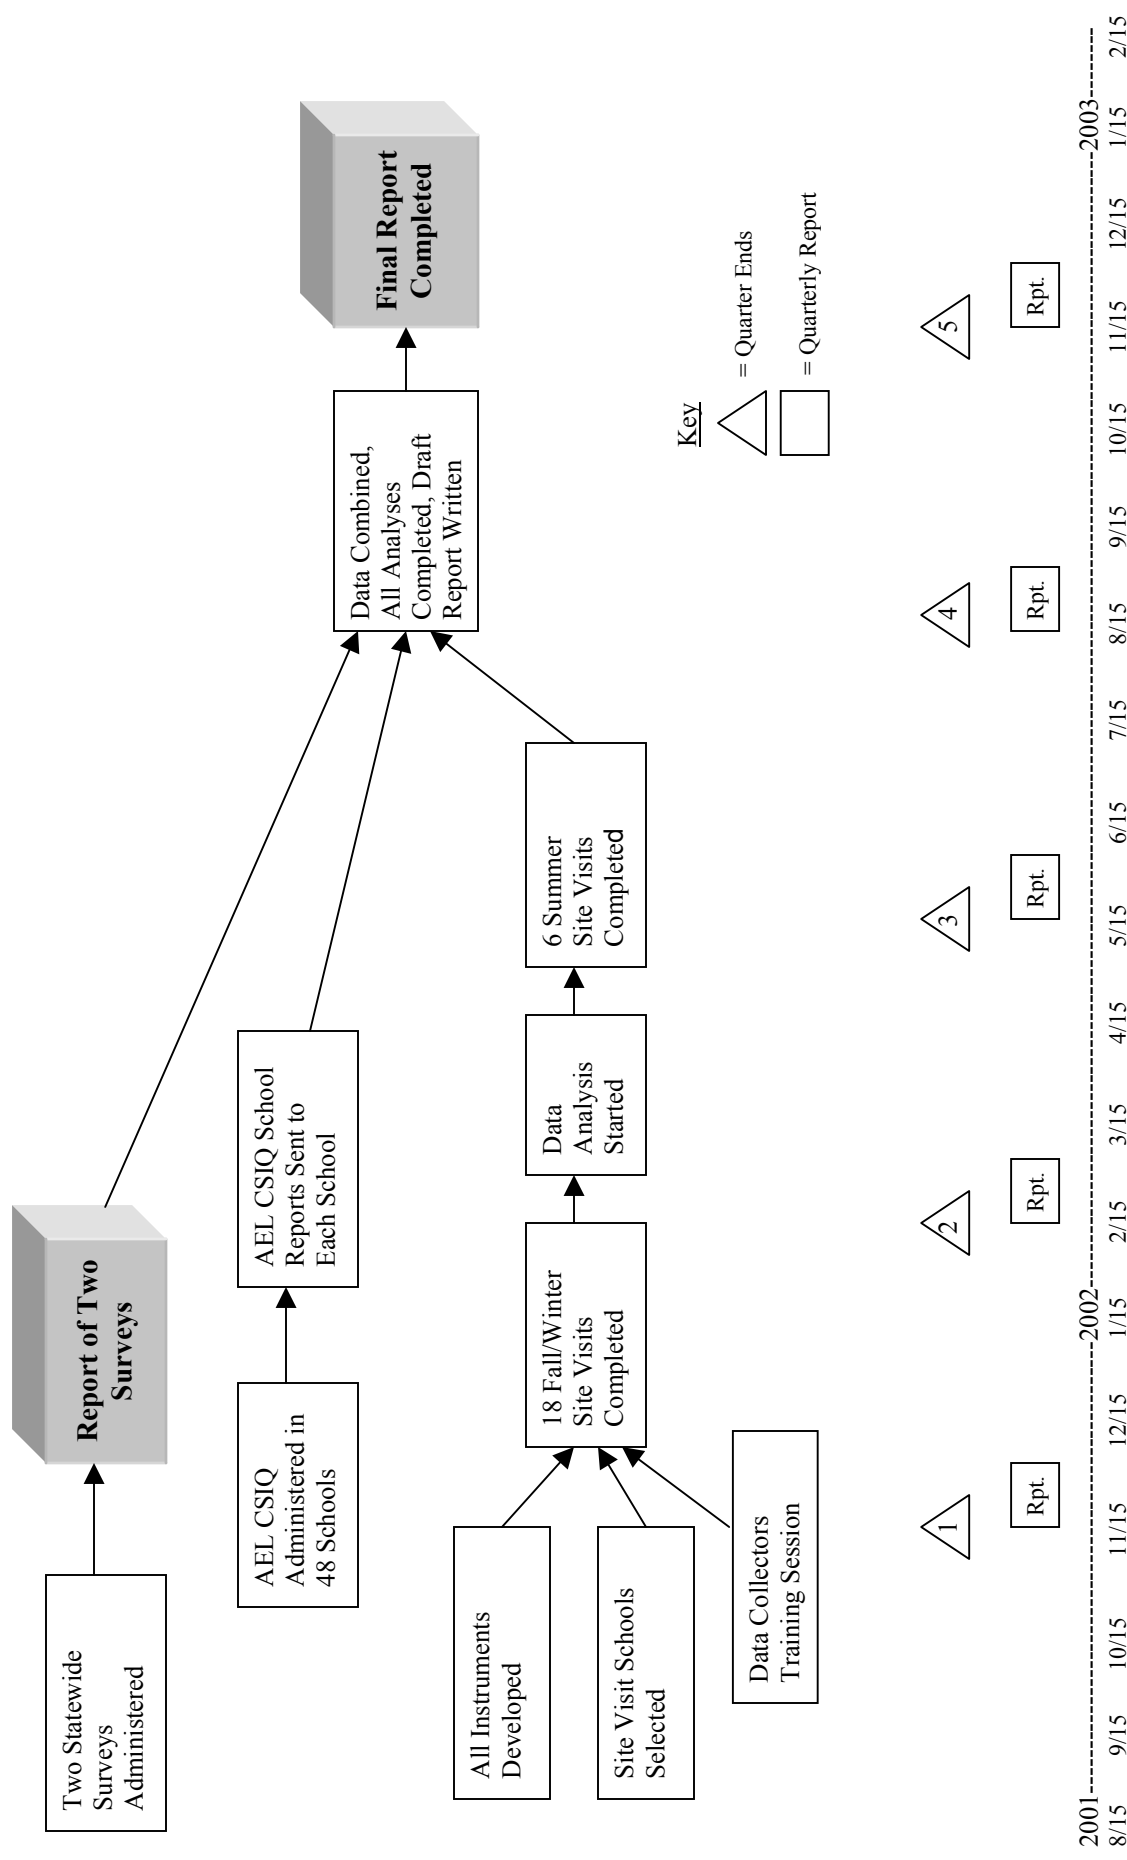 Report of Two
Surveys
Two Statewide
Surveys
Administered
AEL CSIQ
Administered in
48 Schools
AEL CSIQ School
Reports Sent to
Each School
Data Combined,
All Analyses
Completed, Draft
Report Written
Final Report
Completed
All Instruments
Developed
Site Visit Schools
Selected
Data Collectors
Training Session
18 Fall/Winter
Site Visits
Completed
Data
Analysis
Started
6 Summer
Site Visits
Completed
Key
= Quarter Ends
= Quarterly Report
1
2
3
4
5
Rpt.
Rpt.
Rpt.
Rpt.
Rpt.
2001----------2002----------2003----------
8/15 9/15 10/15 11/15 12/15 1/15 2/15 3/15 4/15 5/15 6/15 7/15 8/15 9/15 10/15 11/15 12/15 1/15 2/15